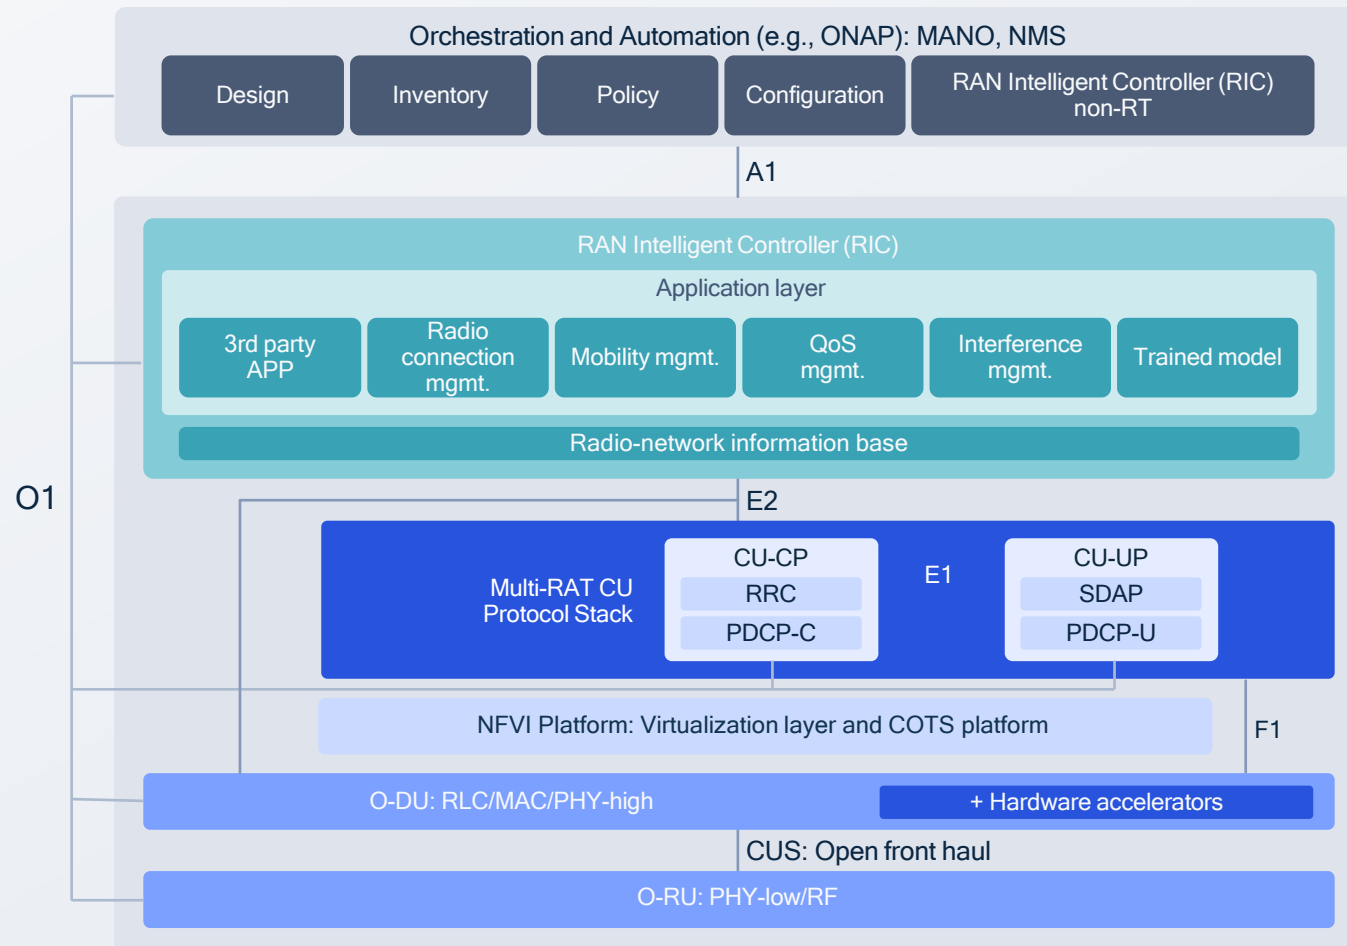 Orchestration and Automation (e.g., ONAP): MANO, NMS
Design
Inventory
Policy
Configuration
RAN Intelligent Controller (RIC)
non-RT
A1
RAN Intelligent Controller (RIC)
Application layer
3rd party
APP
Radio
connection
mgmt.
Mobility mgmt.
QoS
mgmt.
Interference
mgmt.
Trained model
Radio-network information base
O1
E2
Multi-RAT CU
Protocol Stack
CU-CP
RRC
PDCP-C
E1
CU-UP
SDAP
PDCP-U
NFVI Platform: Virtualization layer and COTS platform
F1
O-DU: RLC/MAC/PHY-high
+ Hardware accelerators
CUS: Open front haul
O-RU: PHY-low/RF